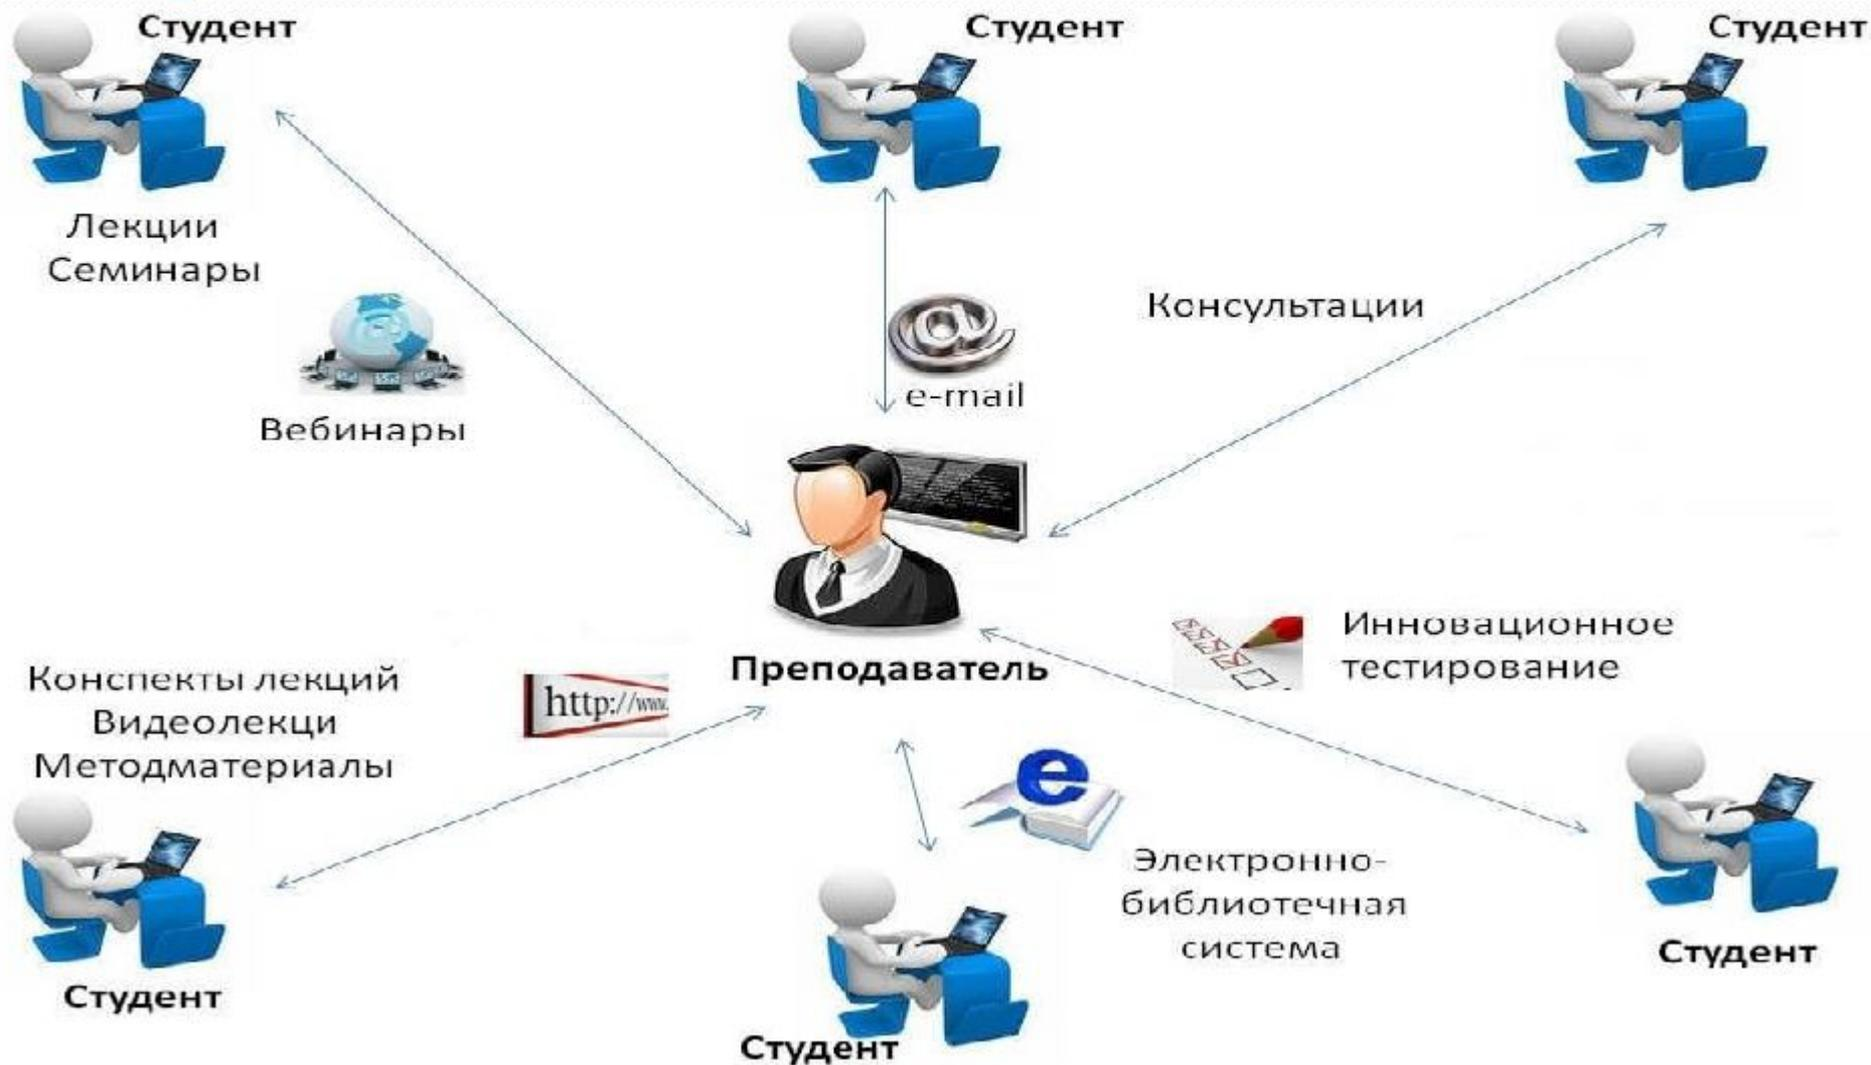 Студент
Студент
Студент
Лекции
Семинары
Вебинары
e-mail
Консультации
Преподаватель
Инновационное
тестирование
Конспекты лекций
Видеолекци
Методматериалы
http://www.
Электронно-
библиотечная
система
Студент
Студент
Студент